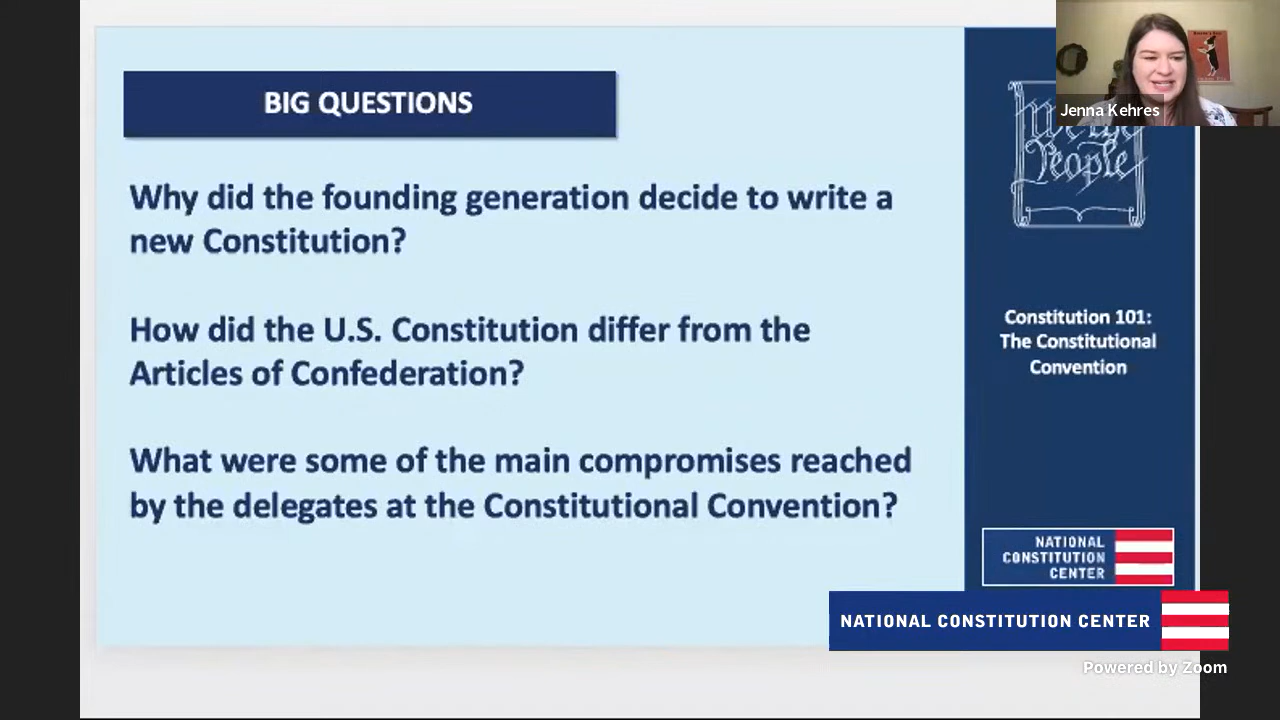 BIG QUESTIONS
Why did the founding generation decide to write a
new Constitution?
How did the U.S. Constitution differ from the
Articles of Confederation?
What were some of the main compromises reached
by the delegates at the Constitutional Convention?
Jenna Kehres
We the
People
Constitution 101:
The Constitutional
Convention
NATIONAL
CONSTITUTION
CENTER
NATIONAL CONSTITUTION CENTER
Powered by Zoom